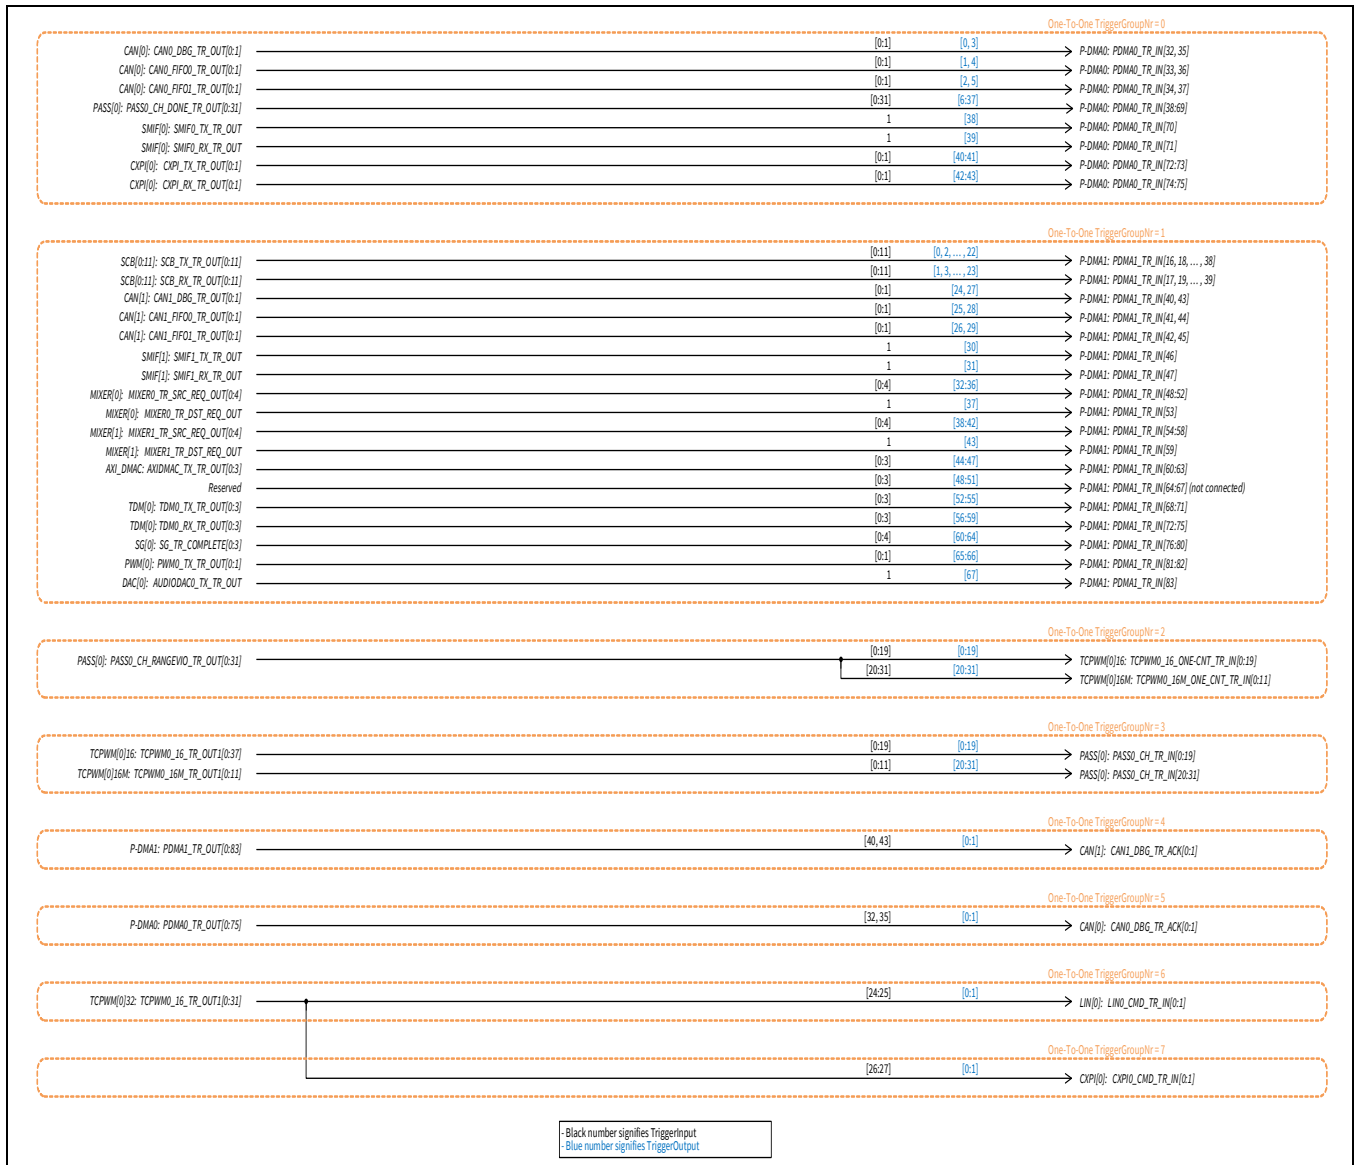 One-To-One TriggerGroupNr = 0
CAN[0]: CAN0_DBG_TR_OUT[0:1] [0:1] [0, 3] P-DMA0: PDMA0_TR_IN[32, 35]
CAN[0]: CAN0_FIFO0_TR_OUT[0:1] [0:1] [1, 4] P-DMA0: PDMA0_TR_IN[33, 36]
CAN[0]: CAN0_FIFO1_TR_OUT[0:1] [0:1] [2, 5] P-DMA0: PDMA0_TR_IN[34, 37]
PASS[0]: PASS0_CH_DONE_TR_OUT[0:31] [0:31] [6:37] P-DMA0: PDMA0_TR_IN[38:69]
SMIF[0]: SMIF0_TX_TR_OUT 1 [38] P-DMA0: PDMA0_TR_IN[70]
SMIF[0]: SMIF0_RX_TR_OUT 1 [39] P-DMA0: PDMA0_TR_IN[71]
CXPI[0]: CXPI_TX_TR_OUT[0:1] [0:1] [40:41] P-DMA0: PDMA0_TR_IN[72:73]
CXPI[0]: CXPI_RX_TR_OUT[0:1] [0:1] [42:43] P-DMA0: PDMA0_TR_IN[74:75]
One-To-One TriggerGroupNr = 1
SCB[0:11]: SCB_TX_TR_OUT[0:11] [0:11] [0, 2, ... , 22] P-DMA1: PDMA1_TR_IN[16, 18, ... , 38]
SCB[0:11]: SCB_RX_TR_OUT[0:11] [0:11] [1, 3, ... , 23] P-DMA1: PDMA1_TR_IN[17, 19, ... , 39]
CAN[1]: CAN1_DBG_TR_OUT[0:1] [0:1] [24, 27] P-DMA1: PDMA1_TR_IN[40, 43]
CAN[1]: CAN1_FIFO0_TR_OUT[0:1] [0:1] [25, 28] P-DMA1: PDMA1_TR_IN[41, 44]
CAN[1]: CAN1_FIFO1_TR_OUT[0:1] [0:1] [26, 29] P-DMA1: PDMA1_TR_IN[42, 45]
SMIF[1]: SMIF1_TX_TR_OUT 1 [30] P-DMA1: PDMA1_TR_IN[46]
SMIF[1]: SMIF1_RX_TR_OUT 1 [31] P-DMA1: PDMA1_TR_IN[47]
MIXER[0]: MIXER0_TR_SRC_REQ_OUT[0:4] [0:4] [32:36] P-DMA1: PDMA1_TR_IN[48:52]
MIXER[0]: MIXER0_TR_DST_REQ_OUT 1 [37] P-DMA1: PDMA1_TR_IN[53]
MIXER[1]: MIXER1_TR_SRC_REQ_OUT[0:4] [0:4] [38:42] P-DMA1: PDMA1_TR_IN[54:58]
MIXER[1]: MIXER1_TR_DST_REQ_OUT 1 [43] P-DMA1: PDMA1_TR_IN[59]
AXI_DMAC: AXIDMAC_TX_TR_OUT[0:3] [0:3] [44:47] P-DMA1: PDMA1_TR_IN[60:63]
Reserved [0:3] [48:51] P-DMA1: PDMA1_TR_IN[64:67] (not connected)
TDM[0]: TDM0_TX_TR_OUT[0:3] [0:3] [52:55] P-DMA1: PDMA1_TR_IN[68:71]
TDM[0]: TDM0_RX_TR_OUT[0:3] [0:3] [56:59] P-DMA1: PDMA1_TR_IN[72:75]
SG[0]: SG_TR_COMPLETE[0:3] [0:4] [60:64] P-DMA1: PDMA1_TR_IN[76:80]
PWM[0]: PWM0_TX_TR_OUT[0:1] [0:1] [65:66] P-DMA1: PDMA1_TR_IN[81:82]
DAC[0]: AUDIODAC0_TX_TR_OUT 1 [67] P-DMA1: PDMA1_TR_IN[83]
One-To-One TriggerGroupNr = 2
PASS[0]: PASS0_CH_RANGEVIO_TR_OUT[0:31] [0:19] [0:19] TCPWM[0]16: TCPWM0_16_ONE-CNT_TR_IN[0:19]
[20:31] [20:31] TCPWM[0]16M: TCPWM0_16M_ONE_CNT_TR_IN[0:11]
One-To-One TriggerGroupNr = 3
TCPWM[0]16: TCPWM0_16_TR_OUT1[0:37] [0:19] [0:19] PASS[0]: PASS0_CH_TR_IN[0:19]
TCPWM[0]16M: TCPWM0_16M_TR_OUT1[0:11] [0:11] [20:31] PASS[0]: PASS0_CH_TR_IN[20:31]
One-To-One TriggerGroupNr = 4
P-DMA1: PDMA1_TR_OUT[0:83] [40, 43] [0:1] CAN[1]: CAN1_DBG_TR_ACK[0:1]
One-To-One TriggerGroupNr = 5
P-DMA0: PDMA0_TR_OUT[0:75] [32, 35] [0:1] CAN[0]: CAN0_DBG_TR_ACK[0:1]
One-To-One TriggerGroupNr = 6
TCPWM[0]32: TCPWM0_16_TR_OUT1[0:31] [24:25] [0:1] LIN[0]: LIN0_CMD_TR_IN[0:1]
One-To-One TriggerGroupNr = 7
[26:27] [0:1] CXPI[0]: CXPI0_CMD_TR_IN[0:1]
- Black number signifies TriggerInput
- Blue number signifies TriggerOutput